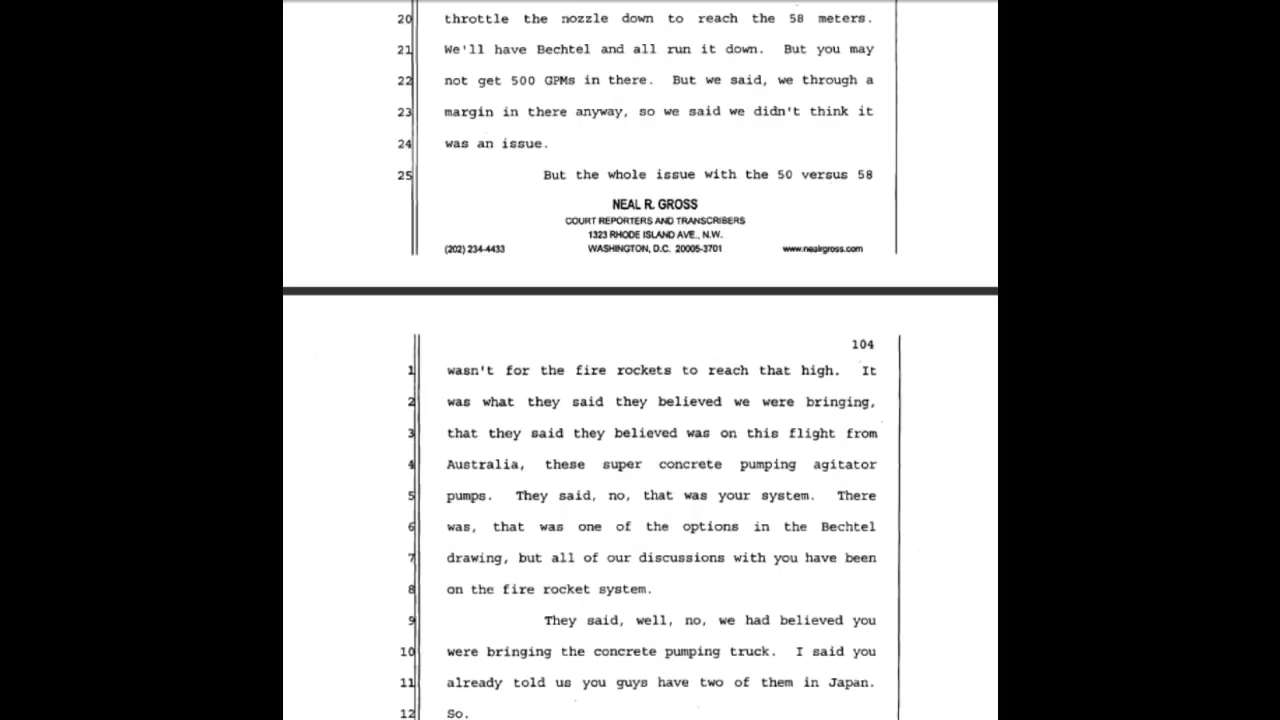 20 throttle the nozzle down to reach the 58 meters.
21 We'll have Bechtel and all run it down. But you may
22 not get 500 GPMs in there. But we said, we through a
23 margin in there anyway, so we said we didn't think it
24 was an issue.
25 But the whole issue with the 50 versus 58
NEAL R. GROSS
COURT REPORTERS AND TRANSCRIBERS
1323 RHODE ISLAND AVE., N.W.
(202) 234-4433 WASHINGTON, D.C. 20005-3701 www.nealrgross.com
104
1 wasn't for the fire rockets to reach that high. It
2 was what they said they believed we were bringing,
3 that they said they believed was on this flight from
4 Australia, these super concrete pumping agitator
5 pumps. They said, no, that was your system. There
6 was, that was one of the options in the Bechtel
7 drawing, but all of our discussions with you have been
8 on the fire rocket system.
9 They said, well, no, we had believed you
10 were bringing the concrete pumping truck. I said you
11 already told us you guys have two of them in Japan.
12 So.